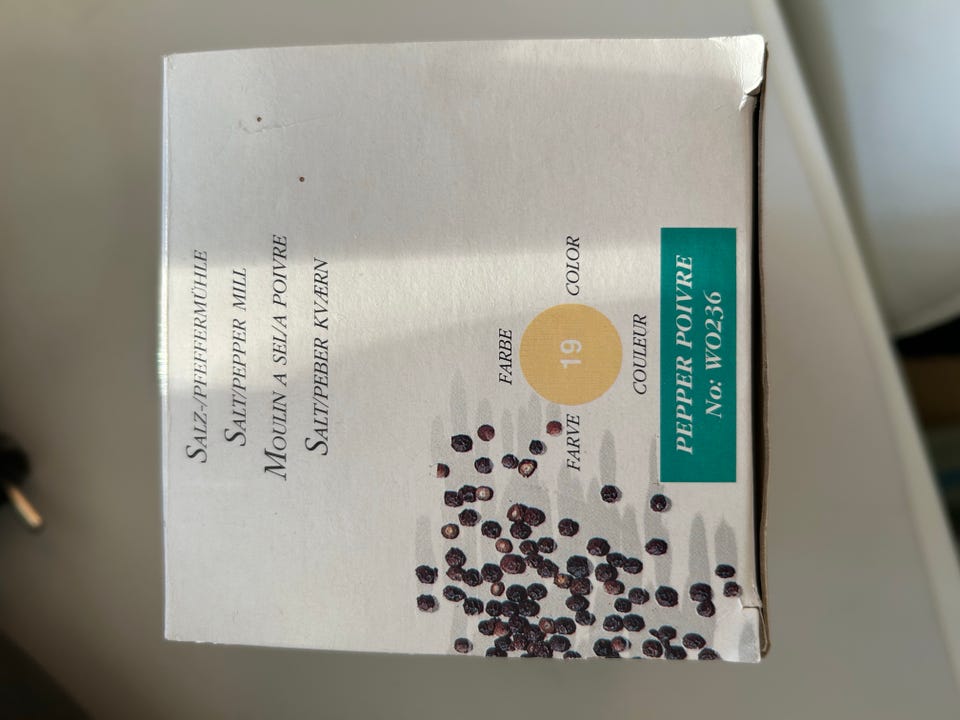 SALZ-/PFEFFERMÜHLE
SALT/PEPPER MILL
MOULIN A SEL/A POIVRE
SALT/PEBER KVÆRN
FARBE
FARVE 19 COLOR
COULEUR
PEPPER POIVRE
No: WO236